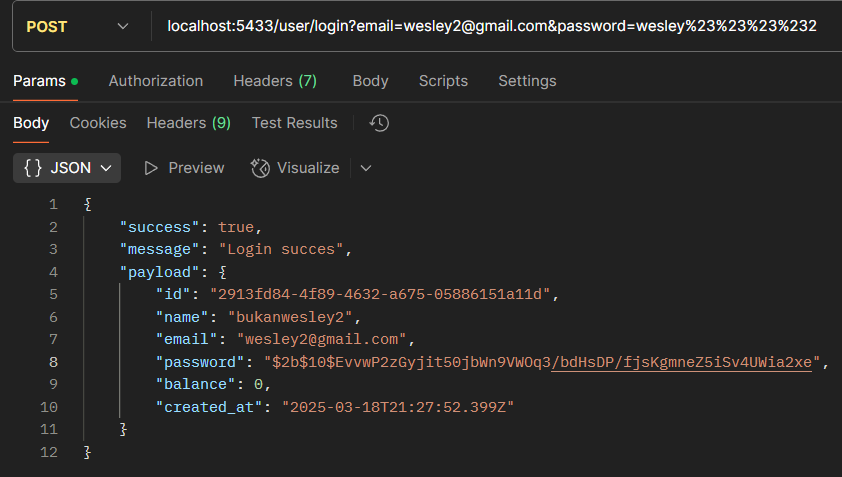 POST localhost:5433/user/login?email=wesley2@gmail.com&password=wesley%23%23%23%232
Params Authorization Headers (7) Body Scripts Settings
Body Cookies Headers (9) Test Results
{} JSON Preview Visualize
1 {
2 "success": true,
3 "message": "Login succes",
4 "payload": {
5 "id": "2913fd84-4f89-4632-a675-05886151a11d",
6 "name": "bukanwesley2",
7 "email": "wesley2@gmail.com",
8 "password": "$2b$10$EvvwP2zGyjit50jbWn9VWOq3/bdHsDP/fjsKgmneZ5iSv4UWia2xe",
9 "balance": 0,
10 "created_at": "2025-03-18T21:27:52.399Z"
11 }
12 }